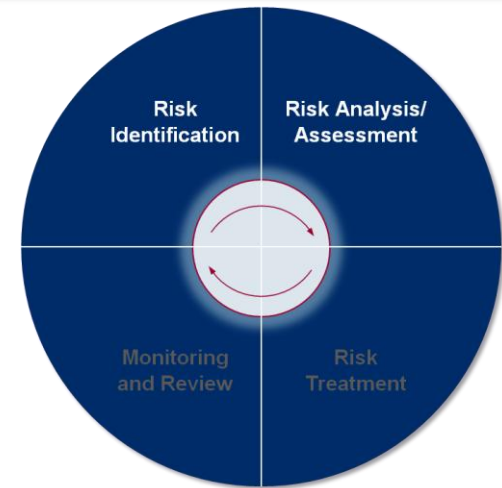 Risk
Identification
Risk Analysis/
Assessment
Monitoring
and Review
Risk
Treatment